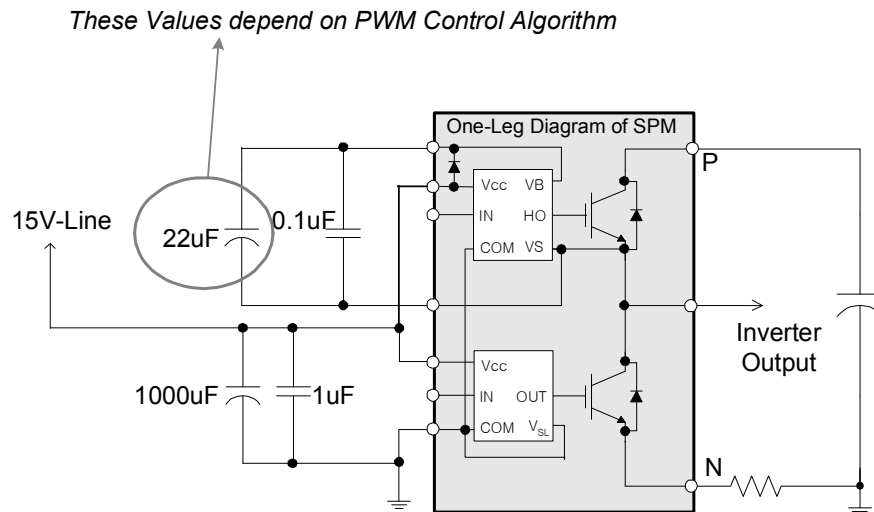 These Values depend on PWM Control Algorithm
One-Leg Diagram of SPM
P
Vcc VB
15V-Line
22uF
0.1uF
IN HO
COM VS
Inverter
Output
Vcc
1000uF
1uF
IN OUT
COM VSL
N